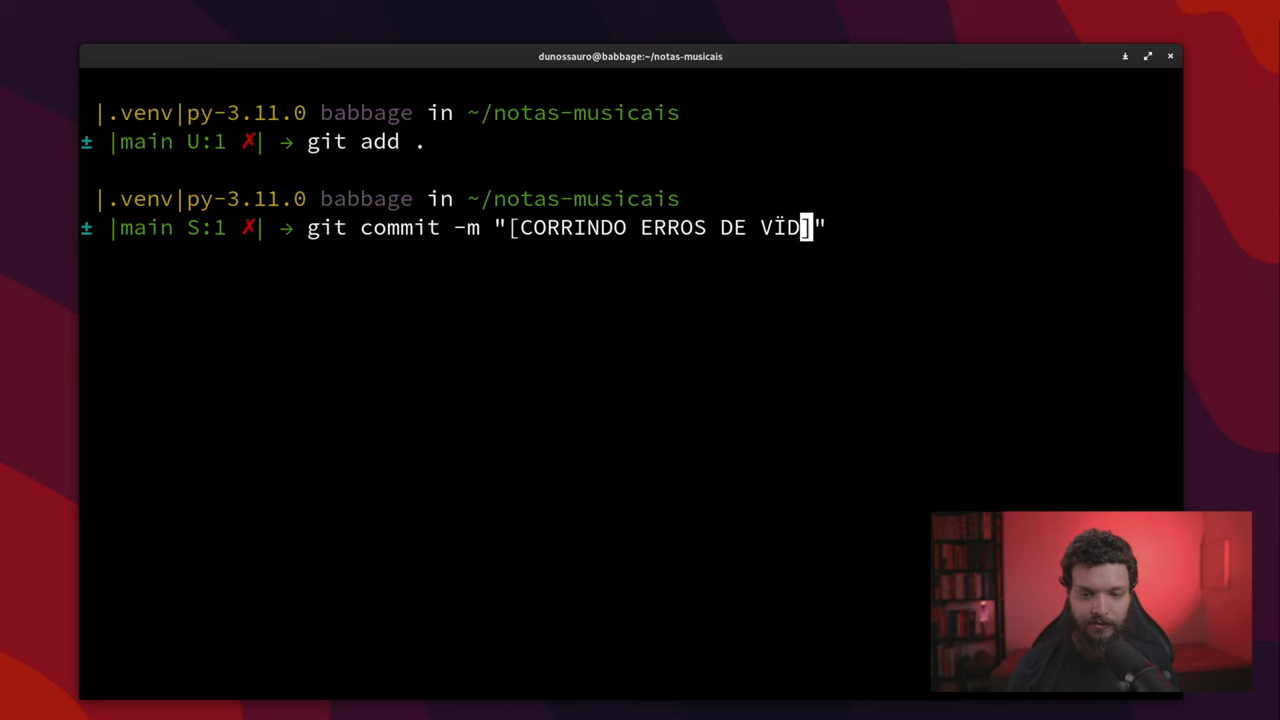 dunossauro@babbage:~/notas-musicais
|.venv|py-3.11.0 babbage in ~/notas-musicais
± |main U:1 ✗| → git add .
|.venv|py-3.11.0 babbage in ~/notas-musicais
± |main S:1 ✗| → git commit -m "[CORRINDO ERROS DE VÏD]"